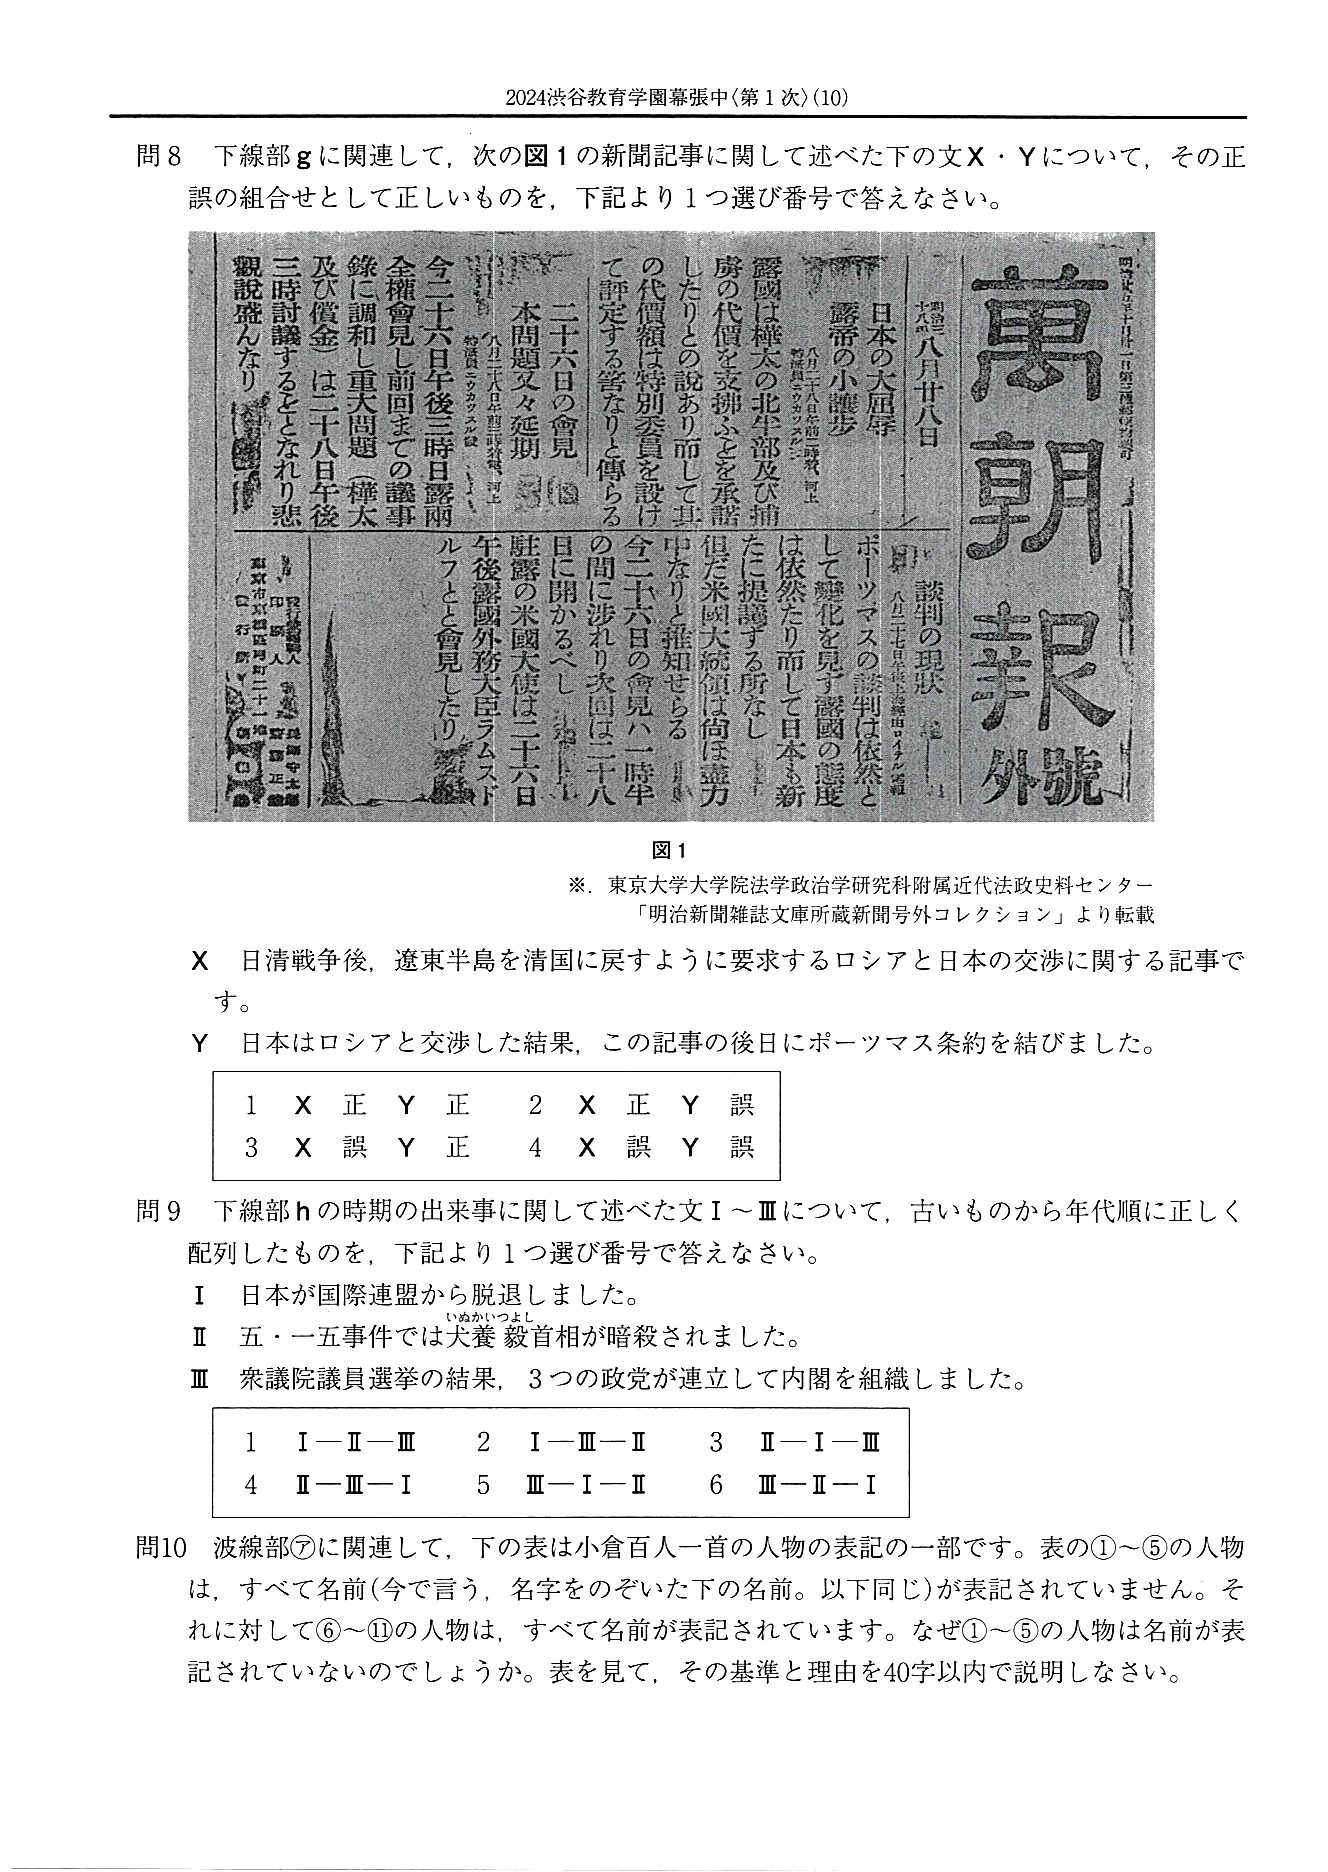 2024渋谷教育学園幕張中〈第1次〉(10)
問8 下線部gに関連して，次の図1の新聞記事に関して述べた下の文X・Yについて，その正
誤の組合せとして正しいものを，下記より1つ選び番号で答えなさい。
萬朝報
外號
八月廿八日
日本の大屈辱
露帝の小讓步
露國は樺太の北半部及び捕
虜の代價を支拂ふとを承諾
したりとの説あり而して其
の代價額は特別委員を設け
て評定する筈なりと傳らる
二十六日の會見
本問題又々延期
今二十六日午後三時日露兩
全權會見し前回までの議事
錄に調和し重大問題（樺太
及び償金）は二十八日午後
三時討議するととなれり悲
觀説盛んなり
談判の現狀
ポーツマスの談判は依然と
して變化を見ず露國の態度
は依然たり而して日本も新
たに提議する所なし
但だ米國大統領は尙ほ盡力
中なりと推知せらる
今二十六日の會見ハ一時半
の間に涉れり次回は二十八
日に開かるべし
駐露の米國大使は二十六日
午後露國外務大臣ラムスド
ルフとと會見したり
図1
※．東京大学大学院法学政治学研究科附属近代法政史料センター
「明治新聞雑誌文庫所蔵新聞号外コレクション」より転載
X 日清戦争後，遼東半島を清国に戻すように要求するロシアと日本の交渉に関する記事で
す。
Y 日本はロシアと交渉した結果，この記事の後日にポーツマス条約を結びました。
1 X 正 Y 正 2 X 正 Y 誤
3 X 誤 Y 正 4 X 誤 Y 誤
問9 下線部hの時期の出来事に関して述べた文Ⅰ～Ⅲについて，古いものから年代順に正しく
配列したものを，下記より1つ選び番号で答えなさい。
Ⅰ 日本が国際連盟から脱退しました。
いぬかいつよし
Ⅱ 五・一五事件では犬養毅首相が暗殺されました。
Ⅲ 衆議院議員選挙の結果，3つの政党が連立して内閣を組織しました。
1 Ⅰ―Ⅱ―Ⅲ 2 Ⅰ―Ⅲ―Ⅱ 3 Ⅱ―Ⅰ―Ⅲ
4 Ⅱ―Ⅲ―Ⅰ 5 Ⅲ―Ⅰ―Ⅱ 6 Ⅲ―Ⅱ―Ⅰ
問10 波線部㋐に関連して，下の表は小倉百人一首の人物の表記の一部です。表の①～⑤の人物
は，すべて名前(今で言う，名字をのぞいた下の名前。以下同じ)が表記されていません。そ
れに対して⑥～⑪の人物は，すべて名前が表記されています。なぜ①～⑤の人物は名前が表
記されていないのでしょうか。表を見て，その基準と理由を40字以内で説明しなさい。